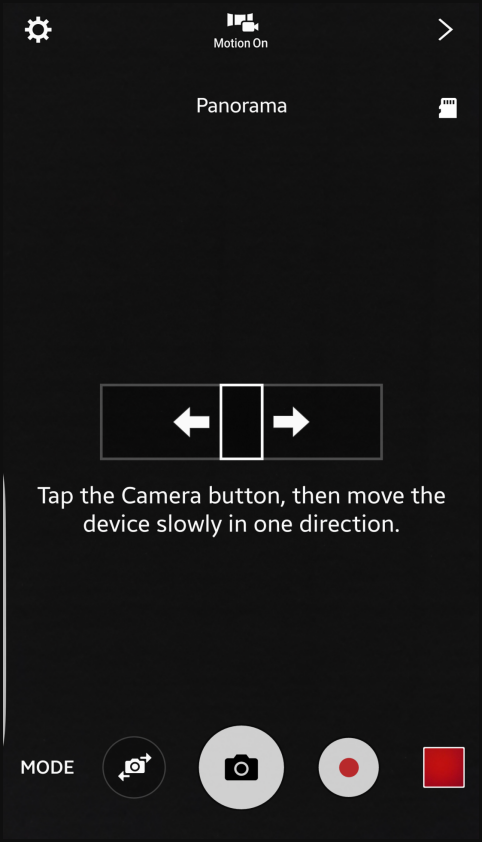 Motion On
Panorama
Tap the Camera button, then move the
device slowly in one direction.
MODE